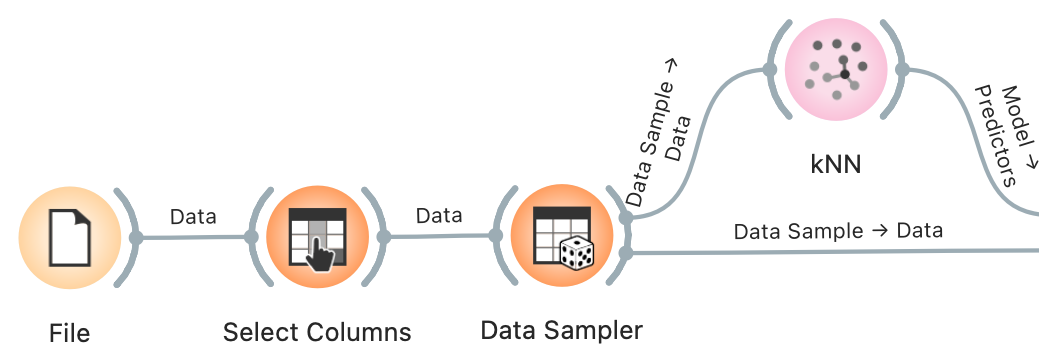 Data Sample →
Data
Model →
Predictors
kNN
Data
Data
Data Sample → Data
File
Select Columns
Data Sampler